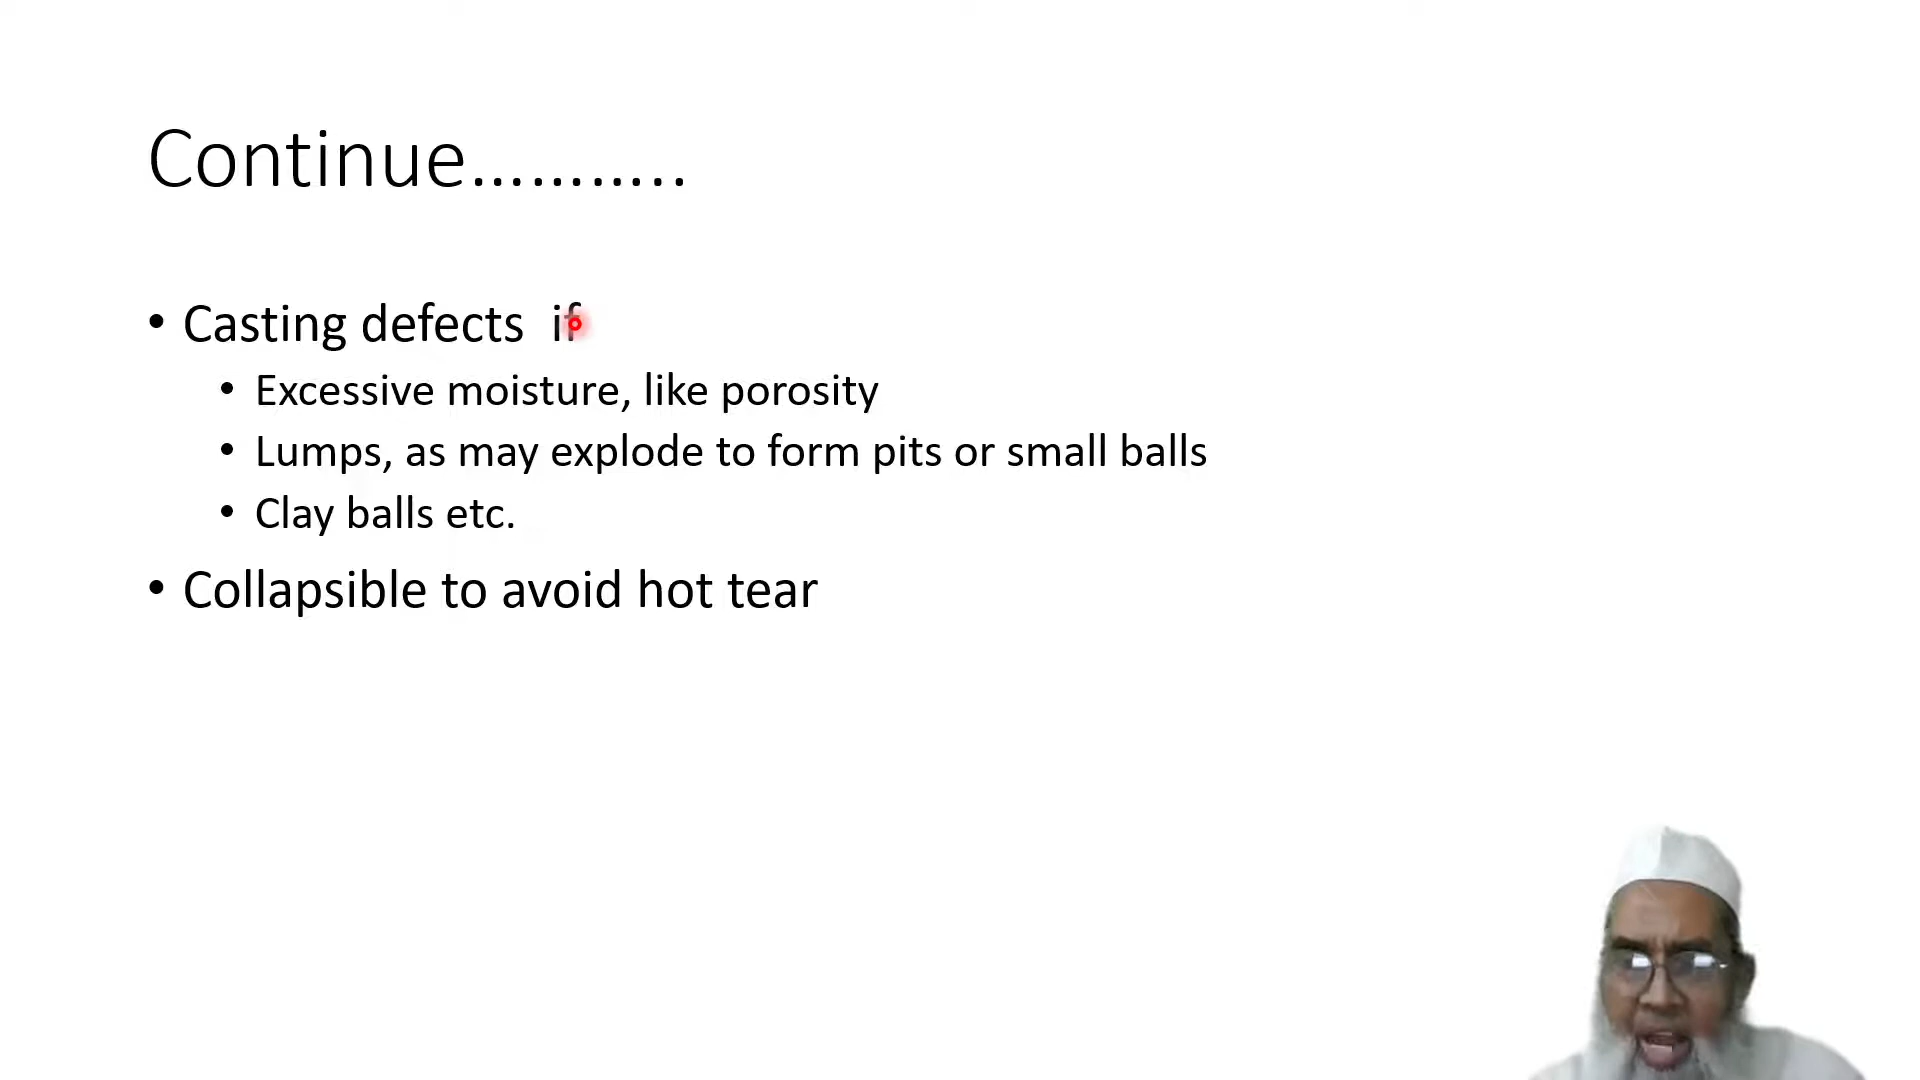 Continue………..
• Casting defects  if
• Excessive moisture, like porosity
• Lumps, as may explode to form pits or small balls
• Clay balls etc.
• Collapsible to avoid hot tear